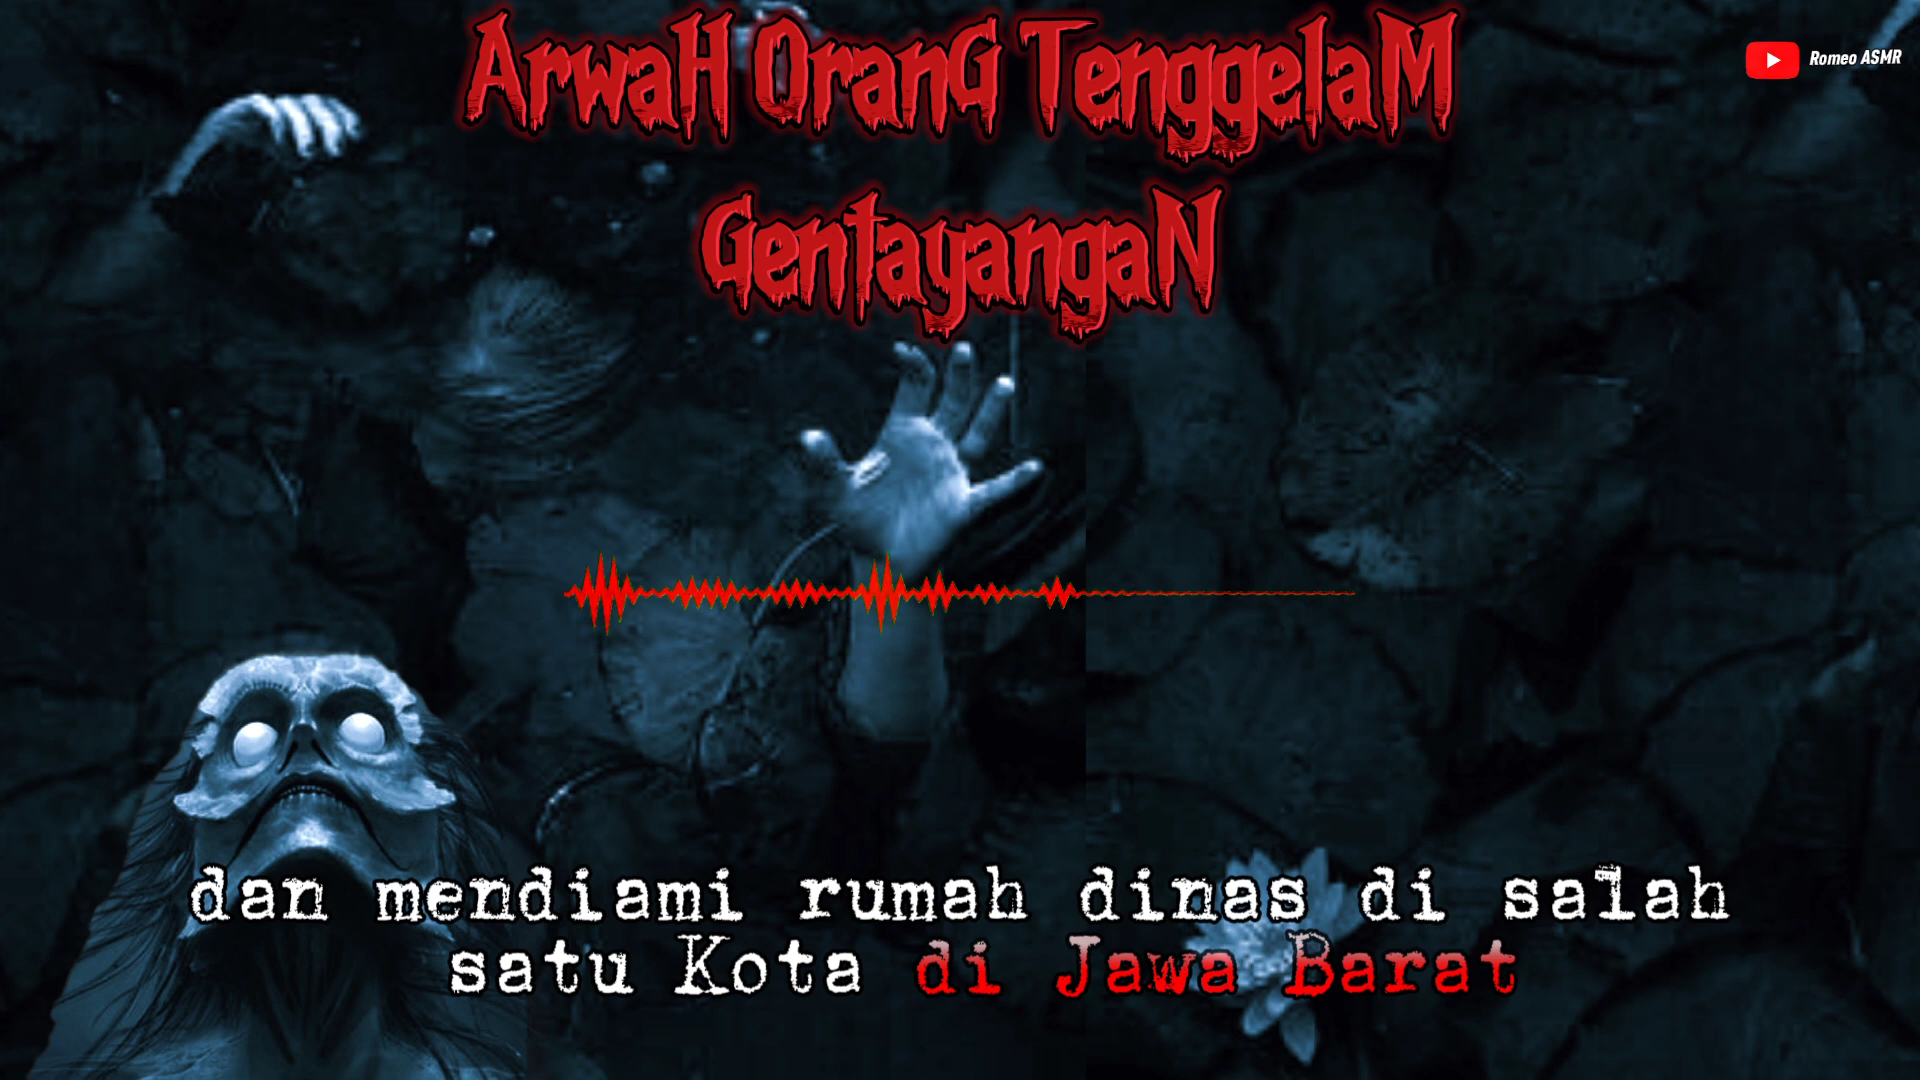 ArwaH OranG TenggelaM
GentayangaN
Romeo ASMR
dan mendiami rumah dinas di salah
satu Kota di Jawa Barat